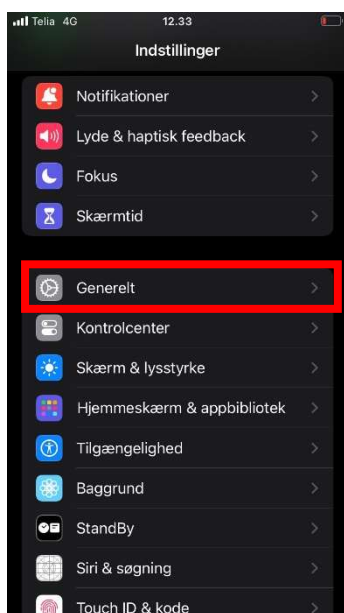 Telia 4G 12.33
Indstillinger
Notifikationer
Lyde & haptisk feedback
Fokus
Skærmtid
Generelt
Kontrolcenter
Skærm & lysstyrke
Hjemmeskærm & appbibliotek
Tilgængelighed
Baggrund
StandBy
Siri & søgning
Touch ID & kode